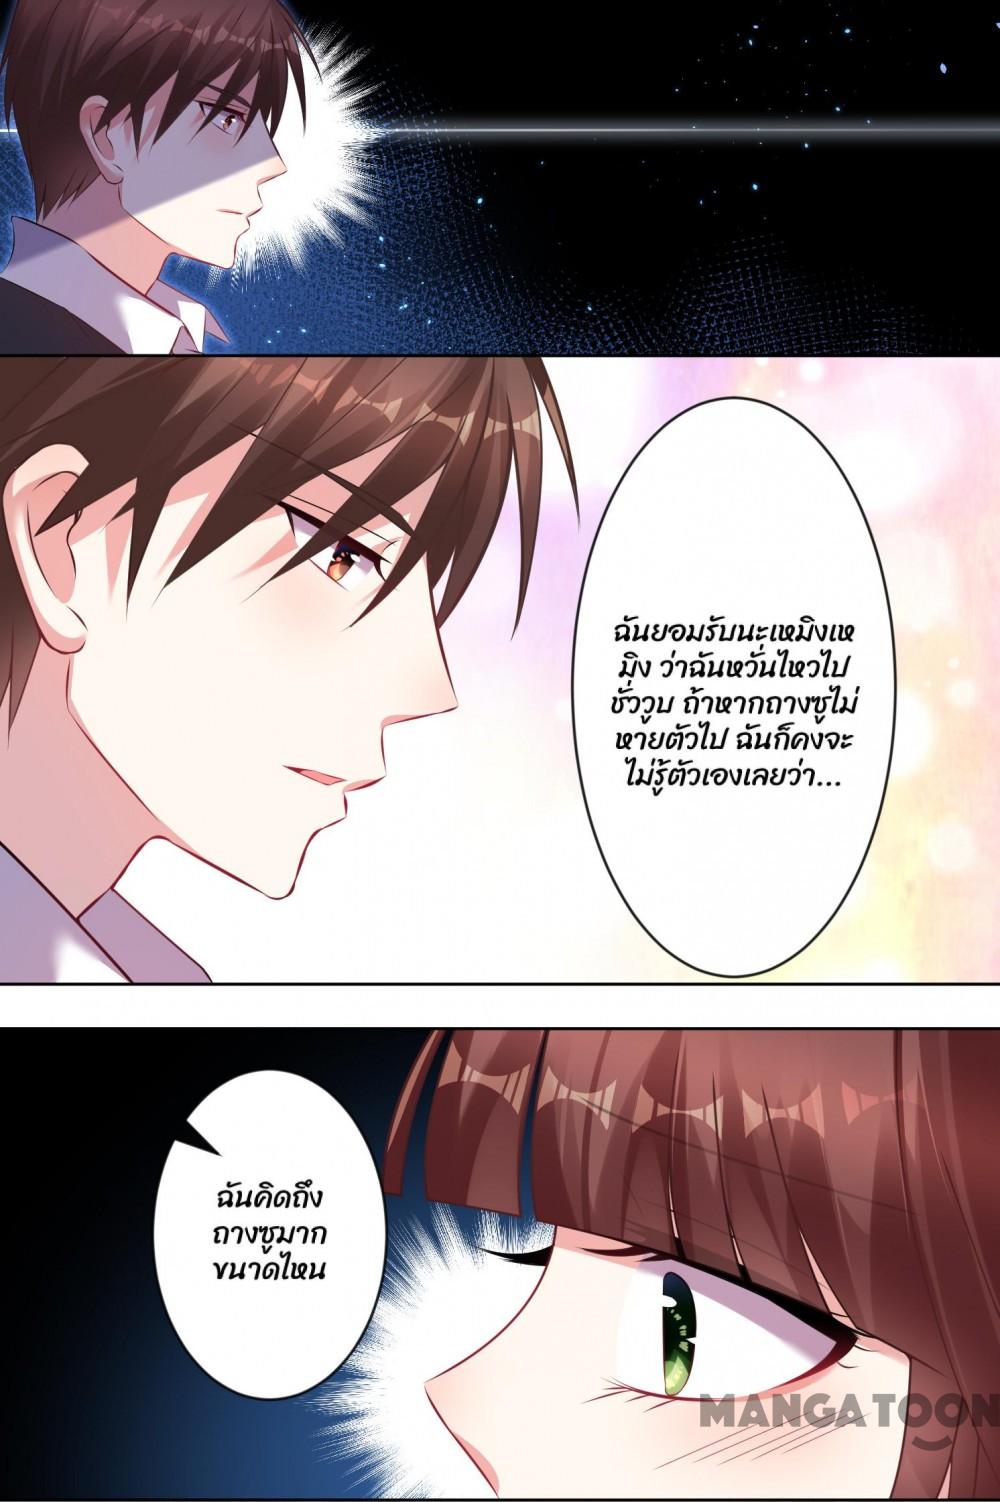 ฉันยอมรับนะเหมิงเห
มิง ว่าฉันหวั่นไหวไป
ชั่ววูบ ถ้าหากถางซูไม่
หายตัวไป ฉันก็คงจะ
ไม่รู้ตัวเองเลยว่า...
ฉันคิดถึง
ถางซูมาก
ขนาดไหน
MANGATOON